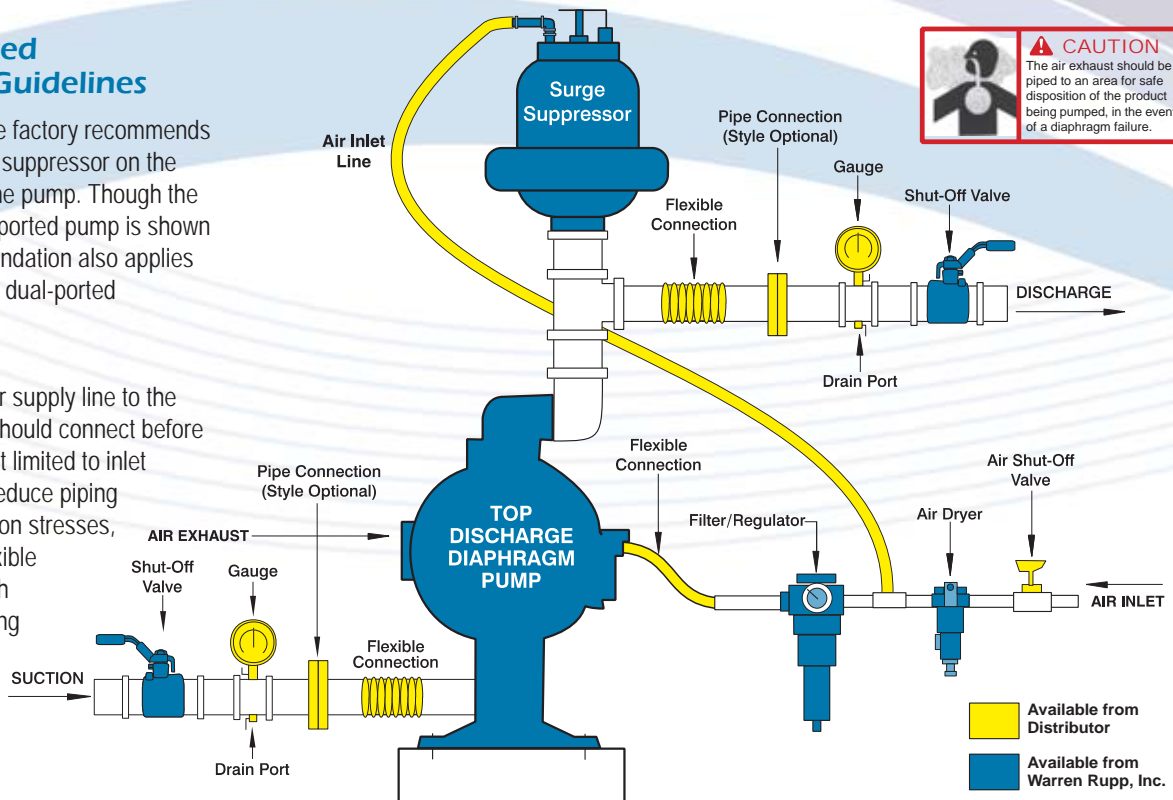 ed
Guidelines
e factory recommends
suppressor on the
he pump. Though the
ported pump is shown
ndation also applies
dual-ported
r supply line to the
should connect before
t limited to inlet
educe piping
on stresses,
xible
h
ng
Surge
Suppressor
Air Inlet
Line
Pipe Connection
(Style Optional)
Gauge
Shut-Off Valve
Flexible
Connection
DISCHARGE
Drain Port
CAUTION
The air exhaust should be
piped to an area for safe
disposition of the product
being pumped, in the event
of a diaphragm failure.
Pipe Connection
(Style Optional)
TOP
DISCHARGE
DIAPHRAGM
PUMP
Flexible
Connection
Filter/Regulator
Air Dryer
Air Shut-Off
Valve
AIR INLET
AIR EXHAUST
Shut-Off
Valve
Gauge
Flexible
Connection
SUCTION
Drain Port
Available from
Distributor
Available from
Warren Rupp, Inc.